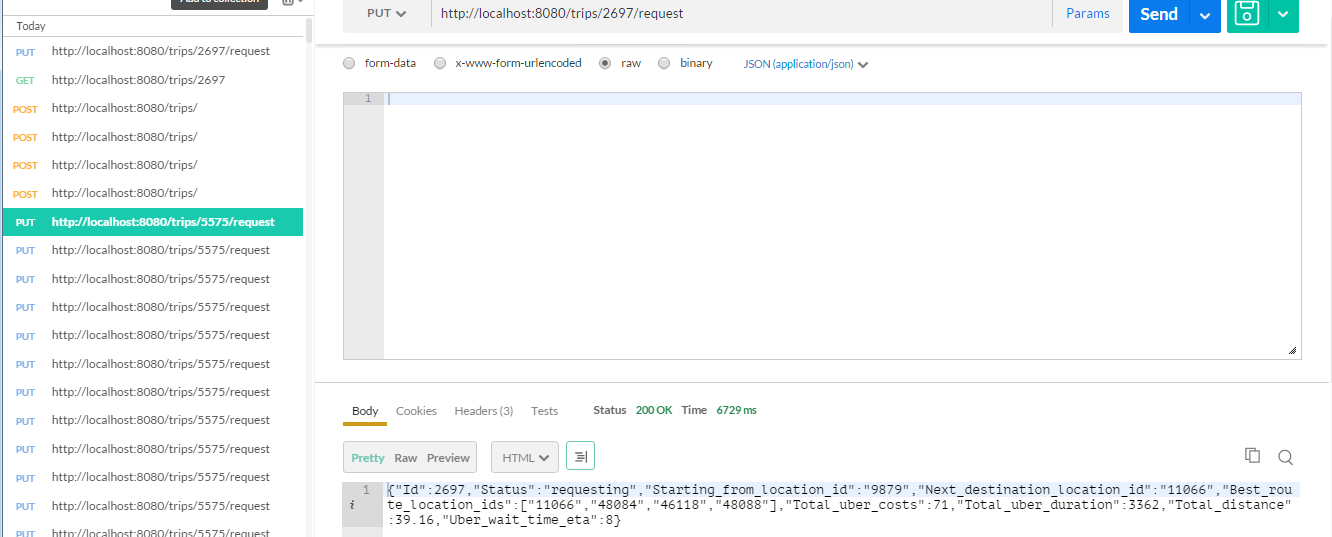 Add to collection
Today
PUT http://localhost:8080/trips/2697/request
GET http://localhost:8080/trips/2697
POST http://localhost:8080/trips/
POST http://localhost:8080/trips/
POST http://localhost:8080/trips/
POST http://localhost:8080/trips/
PUT http://localhost:8080/trips/5575/request
PUT http://localhost:8080/trips/5575/request
PUT http://localhost:8080/trips/5575/request
PUT http://localhost:8080/trips/5575/request
PUT http://localhost:8080/trips/5575/request
PUT http://localhost:8080/trips/5575/request
PUT http://localhost:8080/trips/5575/request
PUT http://localhost:8080/trips/5575/request
PUT http://localhost:8080/trips/5575/request
PUT http://localhost:8080/trips/5575/request
PUT http://localhost:8080/trips/5575/request
PUT http://localhost:8080/trips/5575/request
PUT http://localhost:8080/trips/2697/request Params Send
form-data x-www-form-urlencoded raw binary JSON (application/json)
1
Body Cookies Headers (3) Tests Status 200 OK Time 6729 ms
Pretty Raw Preview HTML
1 {"Id":2697,"Status":"requesting","Starting_from_location_id":"9879","Next_destination_location_id":"11066","Best_rou
i te_location_ids":["11066","48084","46118","48088"],"Total_uber_costs":71,"Total_uber_duration":3362,"Total_distance"
:39.16,"Uber_wait_time_eta":8}